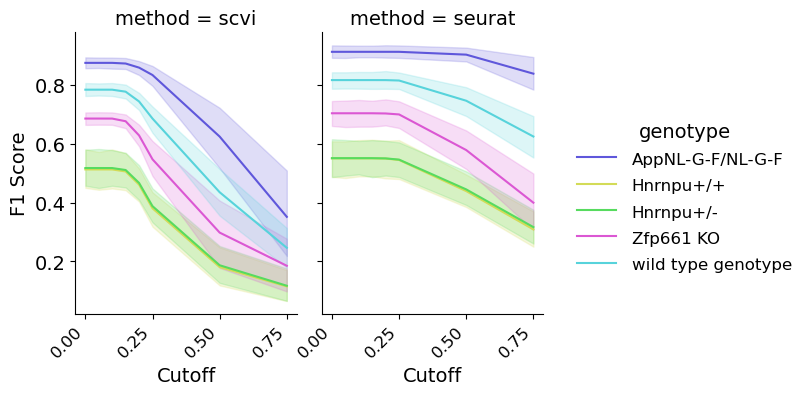 method = scvi
method = seurat
F1 Score
0.8
0.6
0.4
0.2
0.00
0.25
0.50
0.75
0.00
0.25
0.50
0.75
Cutoff
Cutoff
genotype
AppNL-G-F/NL-G-F
Hnrnpu+/+
Hnrnpu+/-
Zfp661 KO
wild type genotype